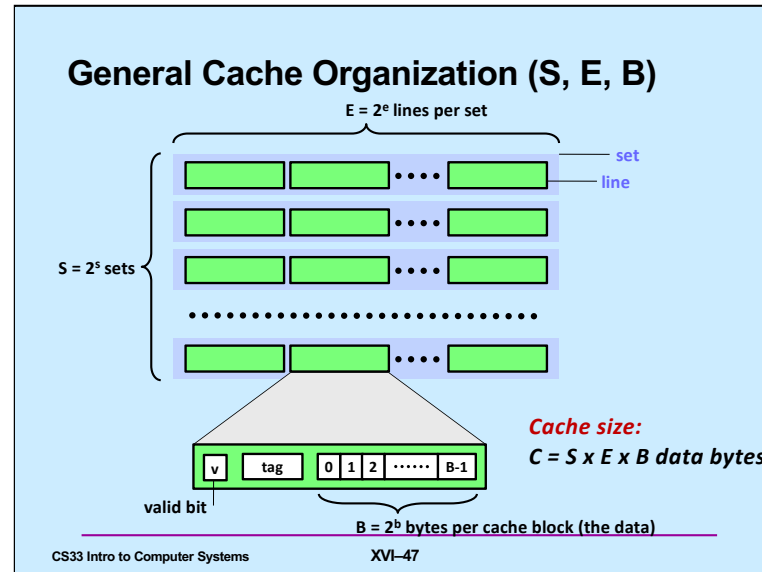 General Cache Organization (S, E, B)
E = 2ᵉ lines per set
set
line
S = 2ˢ sets
v
tag
0 1 2 ······ B-1
valid bit
B = 2ᵇ bytes per cache block (the data)
Cache size:
C = S x E x B data bytes
CS33 Intro to Computer Systems
XVI–47